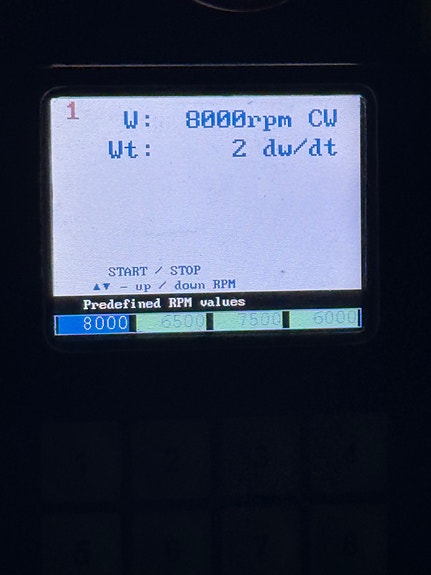 1 W: 8000rpm CW
Wt: 2 dw/dt
START / STOP
▲▼ - up / down RPM
Predefined RPM values
8000 6500 7500 6000